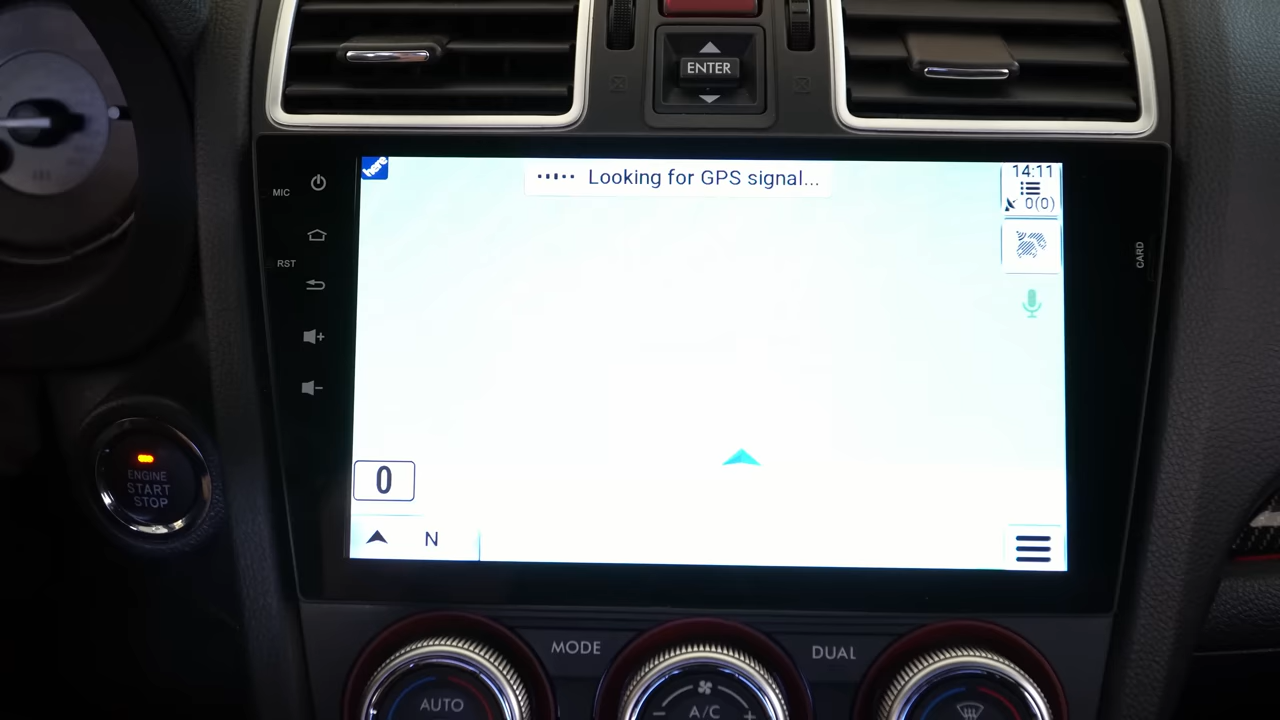 ENTER
here
Looking for GPS signal...
14:11
0(0)
MIC
RST
CARD
0
N
ENGINE
START
STOP
MODE
DUAL
AUTO
A/C